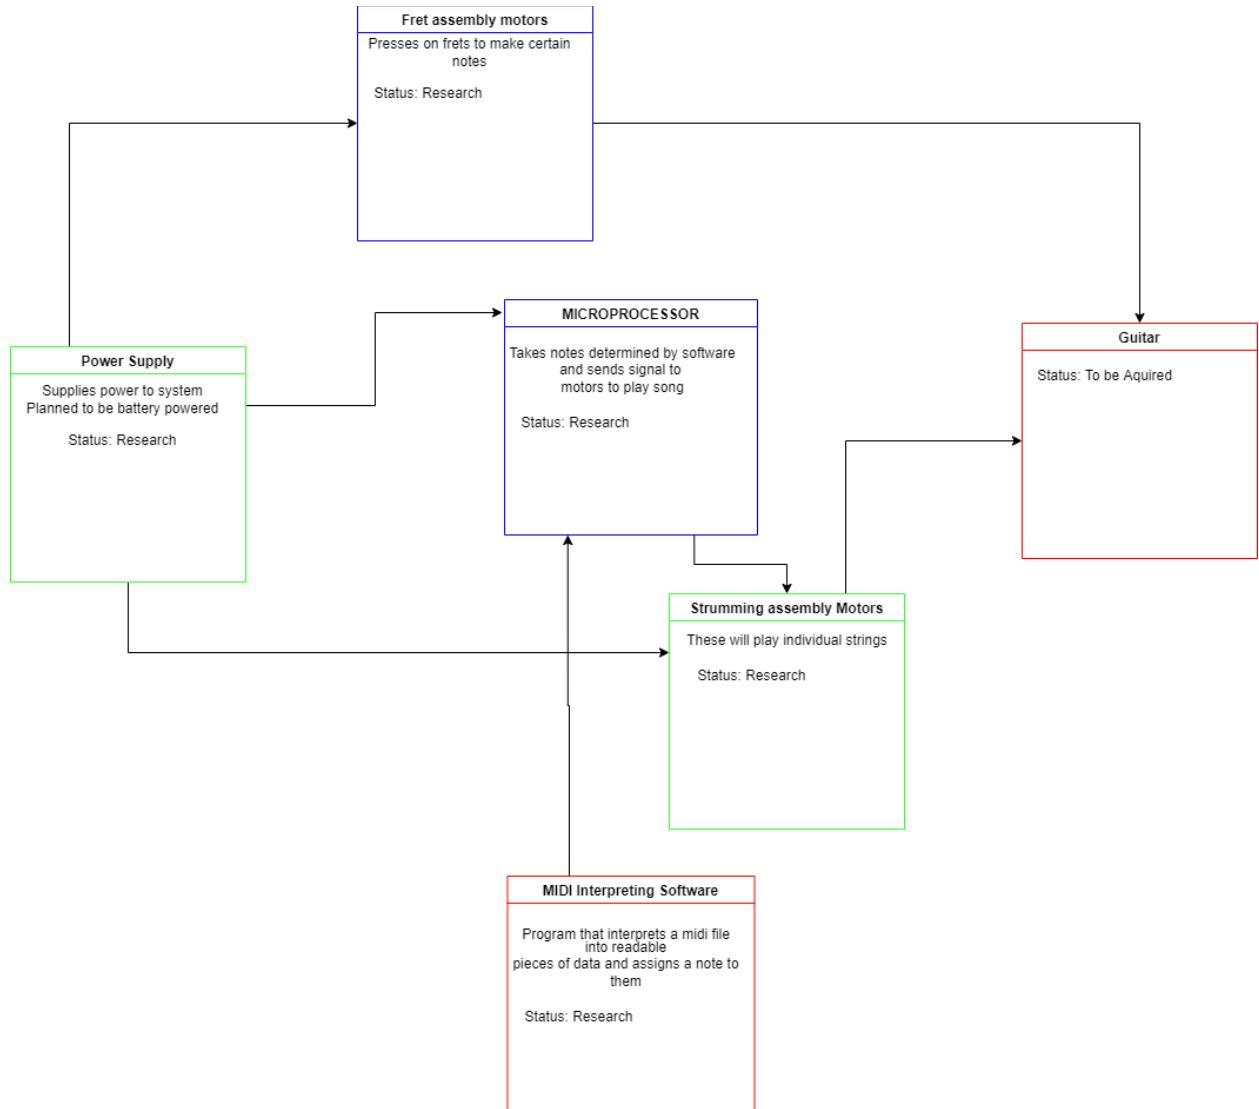 Fret assembly motors
Presses on frets to make certain
notes
Status: Research
MICROPROCESSOR
Takes notes determined by software
and sends signal to
motors to play song
Status: Research
Power Supply
Supplies power to system
Planned to be battery powered
Status: Research
Guitar
Status: To be Aquired
Strumming assembly Motors
These will play individual strings
Status: Research
MIDI Interpreting Software
Program that interprets a midi file
into readable
pieces of data and assigns a note to
them
Status: Research